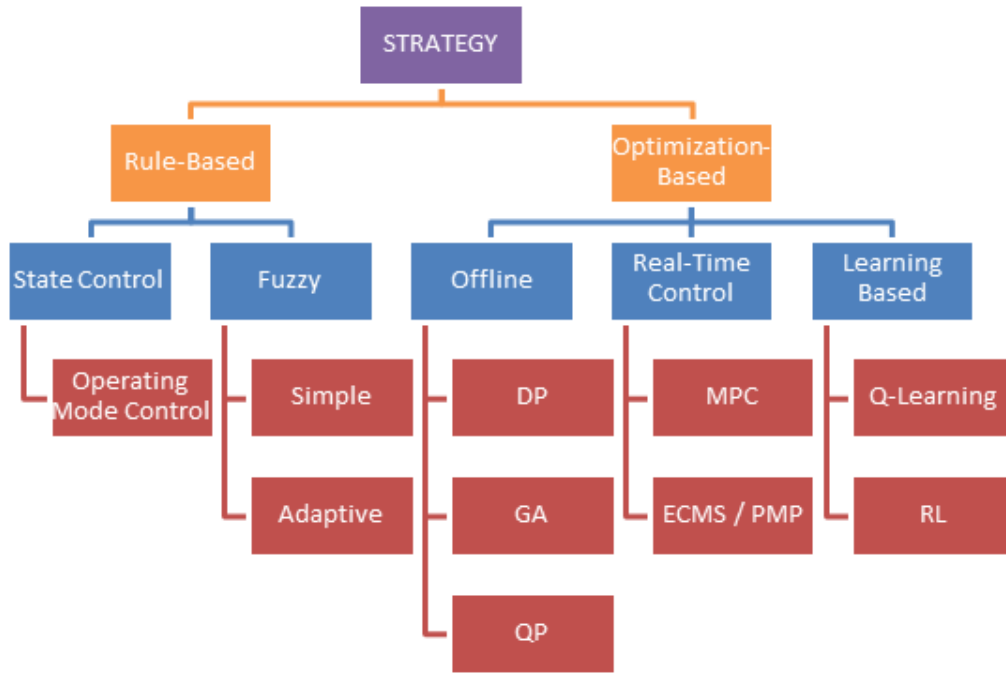 STRATEGY
Rule-Based
Optimization-
Based
State Control
Fuzzy
Offline
Real-Time
Control
Learning
Based
Operating
Mode Control
Simple
DP
MPC
Q-Learning
Adaptive
GA
ECMS / PMP
RL
QP